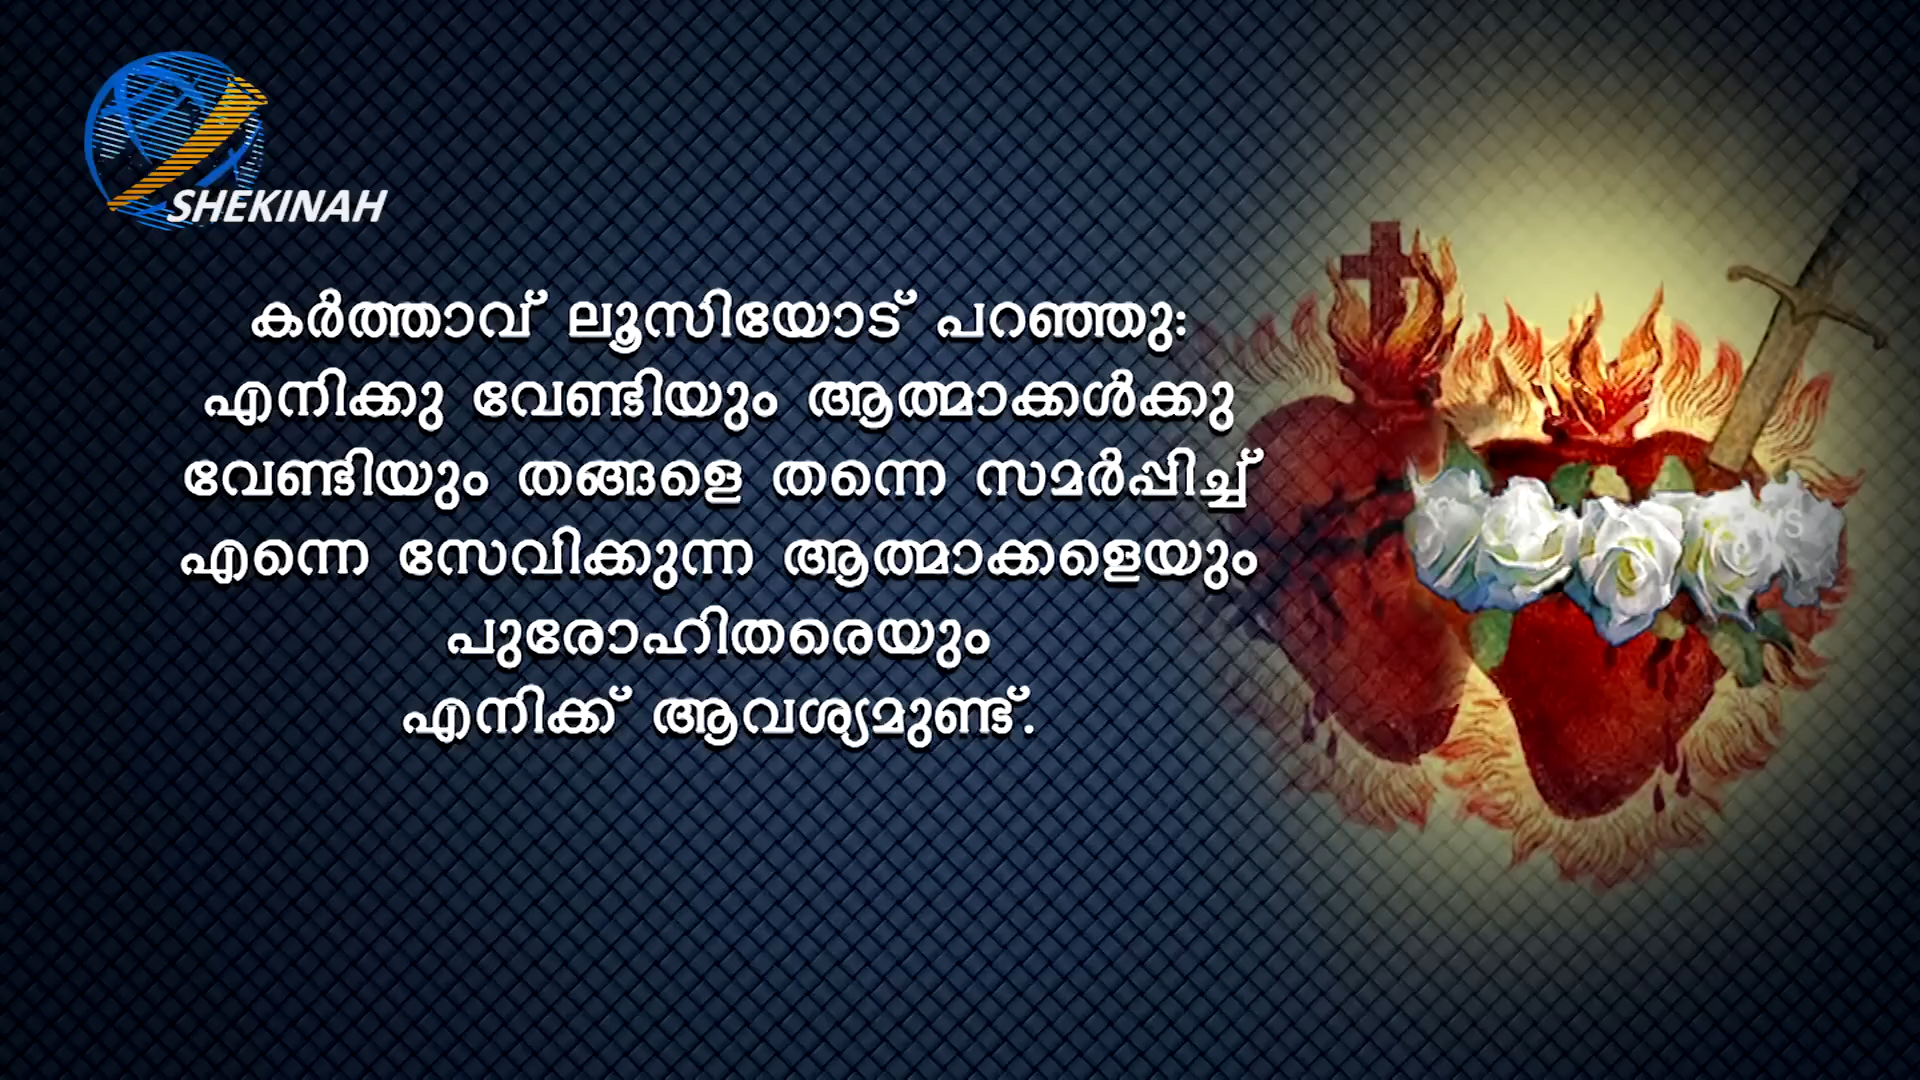 SHEKINAH
കർത്താവ് ലൂസിയോട് പറഞ്ഞു:
എനിക്കു വേണ്ടിയും ആത്മാക്കൾക്കു
വേണ്ടിയും തങ്ങളെ തന്നെ സമർപ്പിച്ച്
എന്നെ സേവിക്കുന്ന ആത്മാക്കളെയും
പുരോഹിതരെയും
എനിക്ക് ആവശ്യമുണ്ട്.